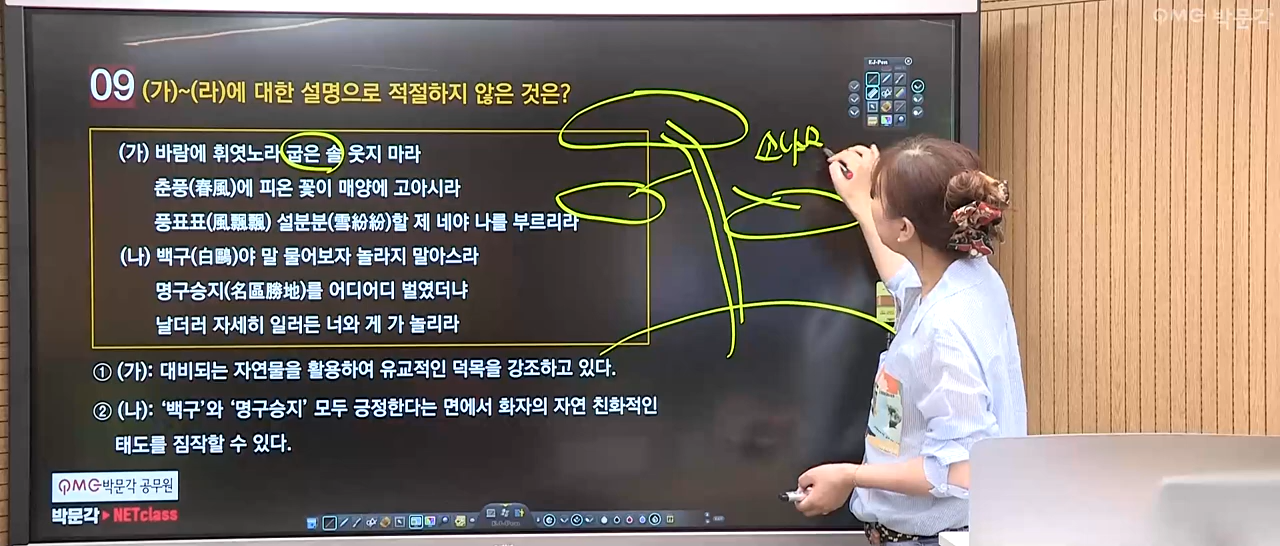 OMG 박문각
EJ-Pen
09 (가)~(라)에 대한 설명으로 적절하지 않은 것은?
(가) 바람에 휘엿노라 굽은 솔 웃지 마라
춘풍(春風)에 피온 꽃이 매양에 고아시라
풍표표(風飄飄) 설분분(雪紛紛)할 제 네야 나를 부르리라
(나) 백구(白鷗)야 말 물어보자 놀라지 말아스라
명구승지(名區勝地)를 어디어디 벌였더냐
날더러 자세히 일러든 너와 게 가 놀리라
① (가): 대비되는 자연물을 활용하여 유교적인 덕목을 강조하고 있다.
② (나): ‘백구’와 ‘명구승지’ 모두 긍정한다는 면에서 화자의 자연 친화적인
태도를 짐작할 수 있다.
OMG 박문각 공무원
박문각 ▶ NETclass